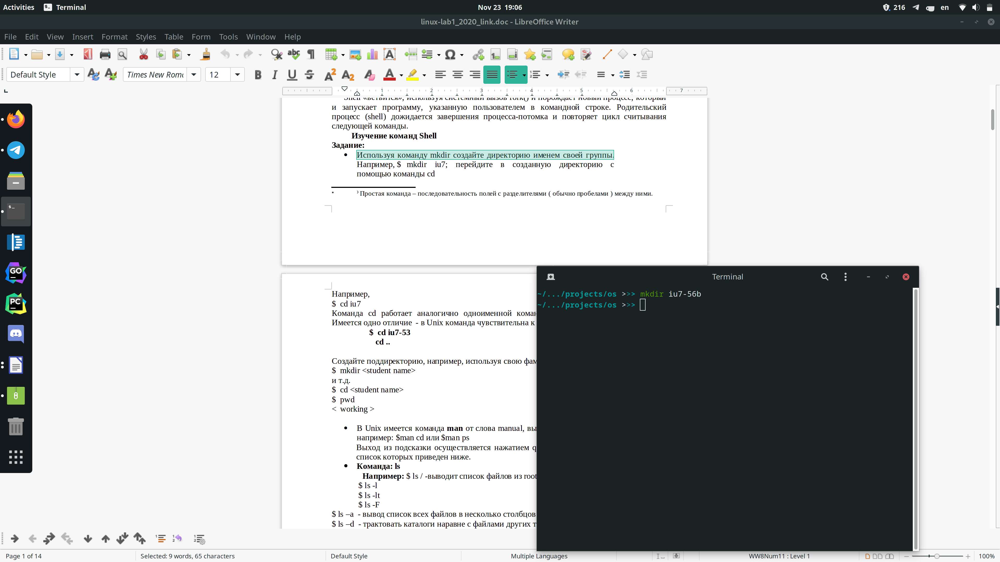 Activities Terminal Nov 23 19:06 216 en
linux-lab1_2020_link.doc - LibreOffice Writer
File Edit View Insert Format Styles Table Form Tools Window Help
Default Style Times New Roma 12
1 2 3 4 5 6 7
Shell «ветвится», используя системный вызов fork() и порождает новый процесс, который
и запускает программу, указанную пользователем в командной строке. Родительский
процесс (shell) дожидается завершения процесса-потомка и повторяет цикл считывания
следующей команды.
Изучение команд Shell
Задание:
• Используя команду mkdir создайте директорию именем своей группы.
Например, $ mkdir iu7; перейдите в созданную директорию с
помощью команды cd
* ) Простая команда – последовательность полей с разделителями ( обычно пробелами ) между ними.
Например,
$ cd iu7
Команда cd работает аналогично одноименной коман
Имеется одно отличие - в Unix команда чувствительна к
$ cd iu7-53
cd ..
Создайте поддиректорию, например, используя свою фам
$ mkdir <student name>
и т.д.
$ cd <student name>
$ pwd
< working >
• В Unix имеется команда man от слова manual, вы
например: $man cd или $man ps
Выход из подсказки осуществляется нажатием q
список которых приведен ниже.
• Команда: ls
Например: $ ls / -выводит список файлов из root
$ ls -l
$ ls -lt
$ ls -F
$ ls –a - вывод список всех файлов в несколько столбцов
$ ls –d - трактовать каталоги наравне с файлами других т
Terminal
~/.../projects/os >>> mkdir iu7-56b
~/.../projects/os >>>
Page 1 of 14 Selected: 9 words, 65 characters Default Style Multiple Languages WW8Num11 : Level 1 100%